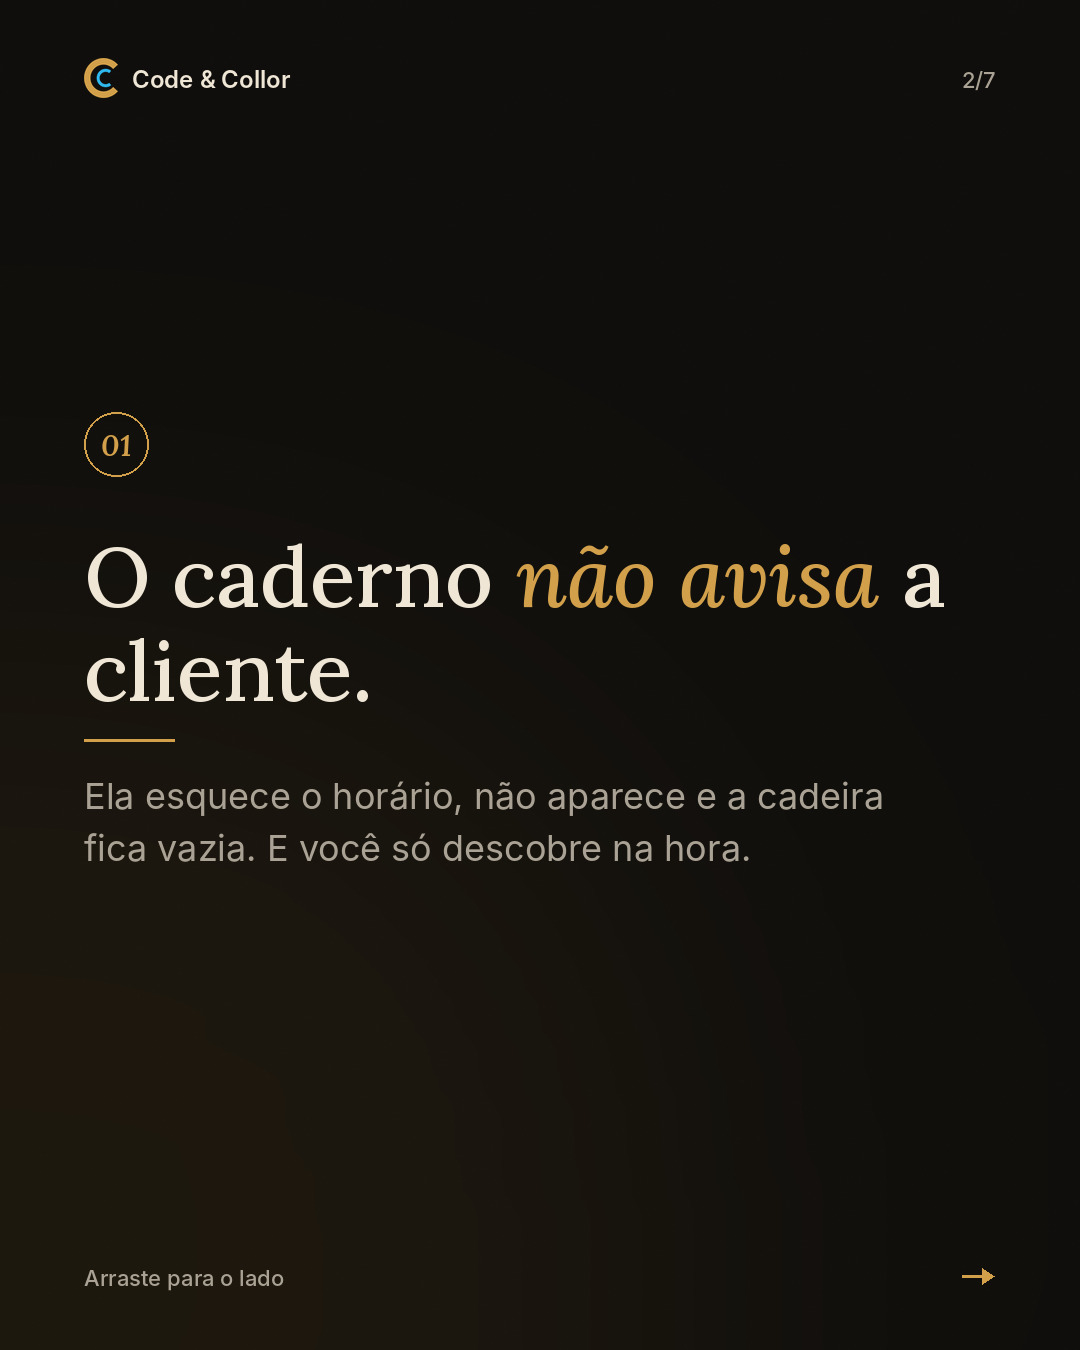 Code & Collor
2/7
01
O caderno não avisa a
cliente.
Ela esquece o horário, não aparece e a cadeira
fica vazia. E você só descobre na hora.
Arraste para o lado